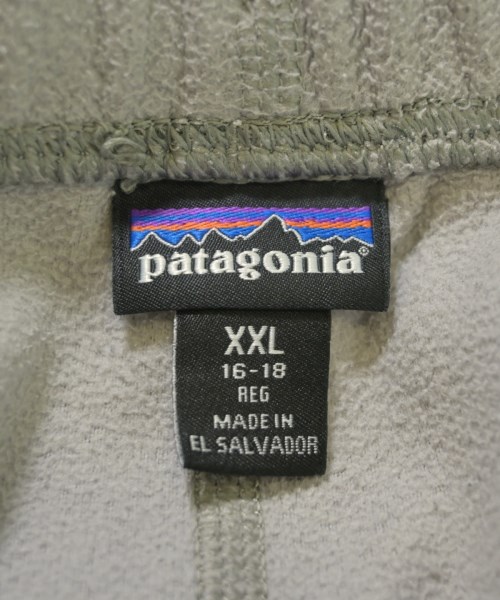 patagonia®
XXL
16-18
REG
MADE IN
EL SALVADOR